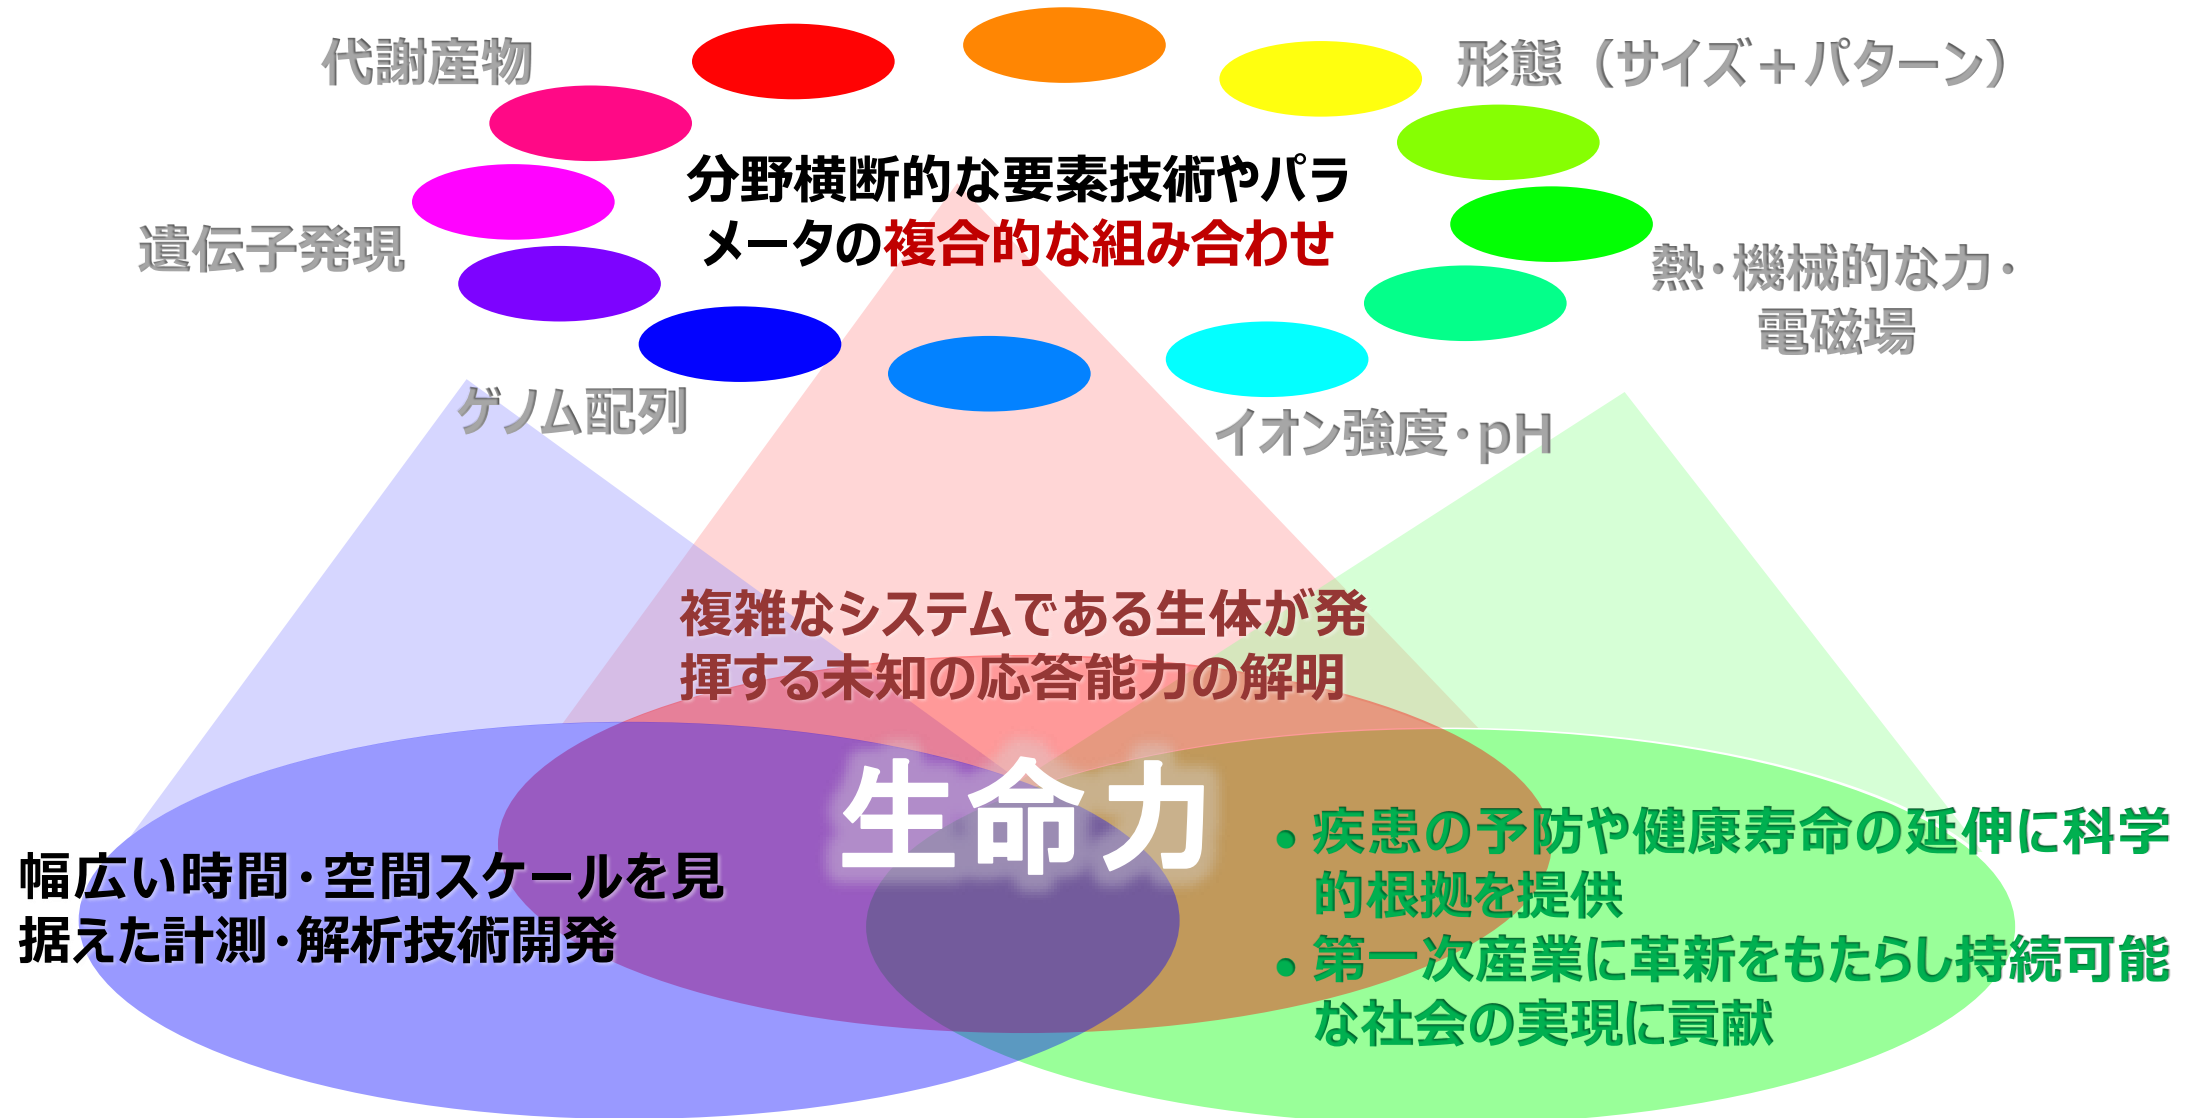 代謝産物
形態（サイズ＋パターン）
分野横断的な要素技術やパラ
メータの複合的な組み合わせ
遺伝子発現
熱・機械的な力・
電磁場
ゲノム配列
イオン強度・pH
複雑なシステムである生体が発
揮する未知の応答能力の解明
生命力
幅広い時間・空間スケールを見
据えた計測・解析技術開発
• 疾患の予防や健康寿命の延伸に科学
的根拠を提供
• 第一次産業に革新をもたらし持続可能
な社会の実現に貢献